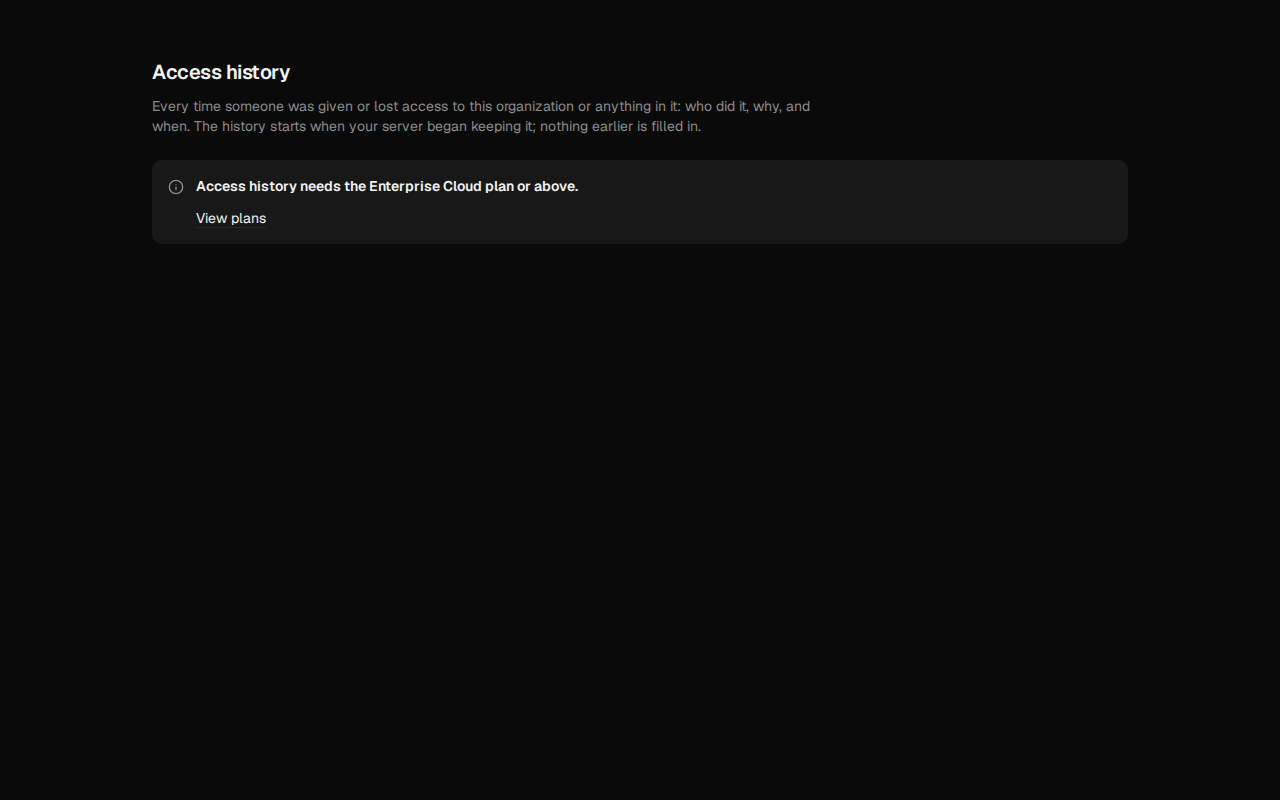 Access history
Every time someone was given or lost access to this organization or anything in it: who did it, why, and
when. The history starts when your server began keeping it; nothing earlier is filled in.
Access history needs the Enterprise Cloud plan or above.
View plans